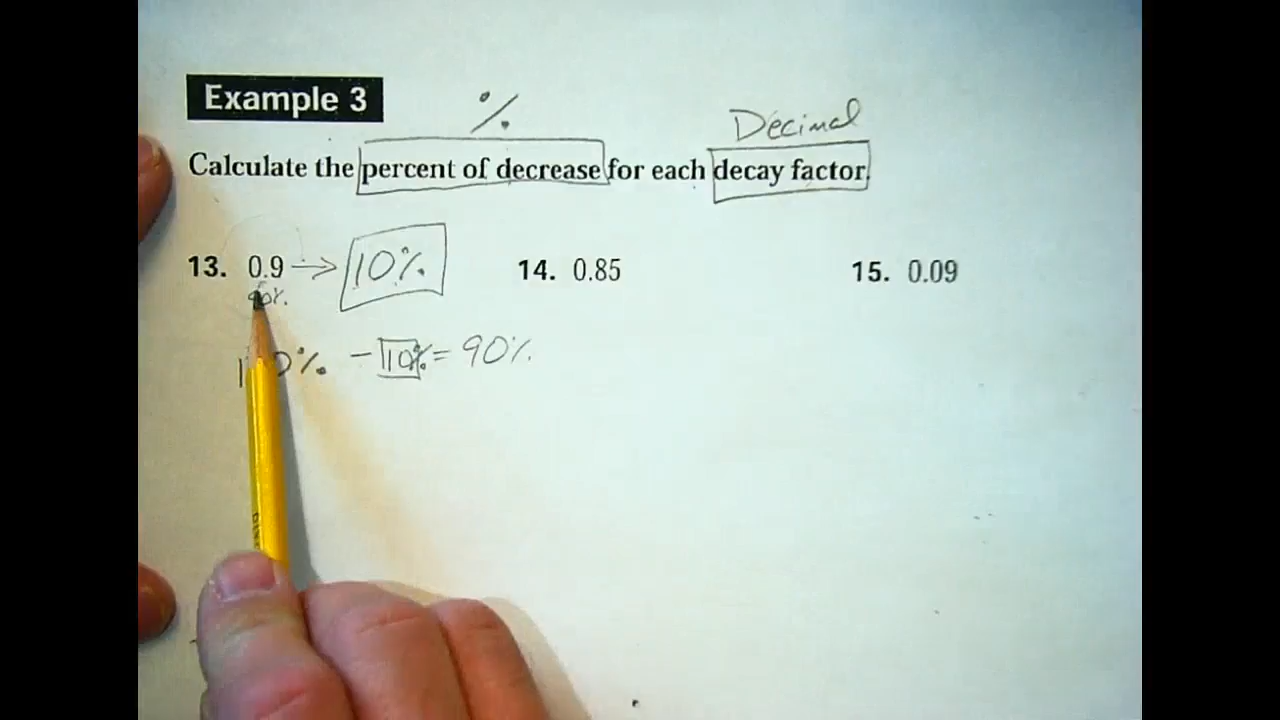 Example 3
%
Decimal
Calculate the percent of decrease for each decay factor.
13. 0.9 → 10%
14. 0.85
15. 0.09
90%
- 10% = 90%